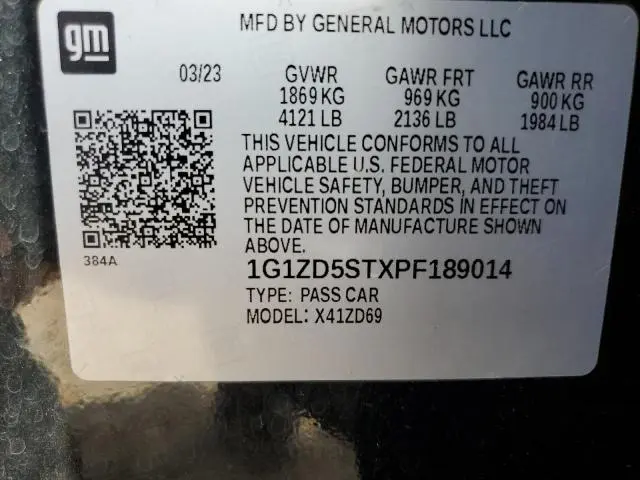 gm
MFD BY GENERAL MOTORS LLC
03/23 GVWR GAWR FRT GAWR RR
1869 KG 969 KG 900 KG
4121 LB 2136 LB 1984 LB
THIS VEHICLE CONFORMS TO ALL
APPLICABLE U.S. FEDERAL MOTOR
VEHICLE SAFETY, BUMPER, AND THEFT
PREVENTION STANDARDS IN EFFECT ON
THE DATE OF MANUFACTURE SHOWN
ABOVE.
384A
1G1ZD5STXPF189014
TYPE: PASS CAR
MODEL: X41ZD69